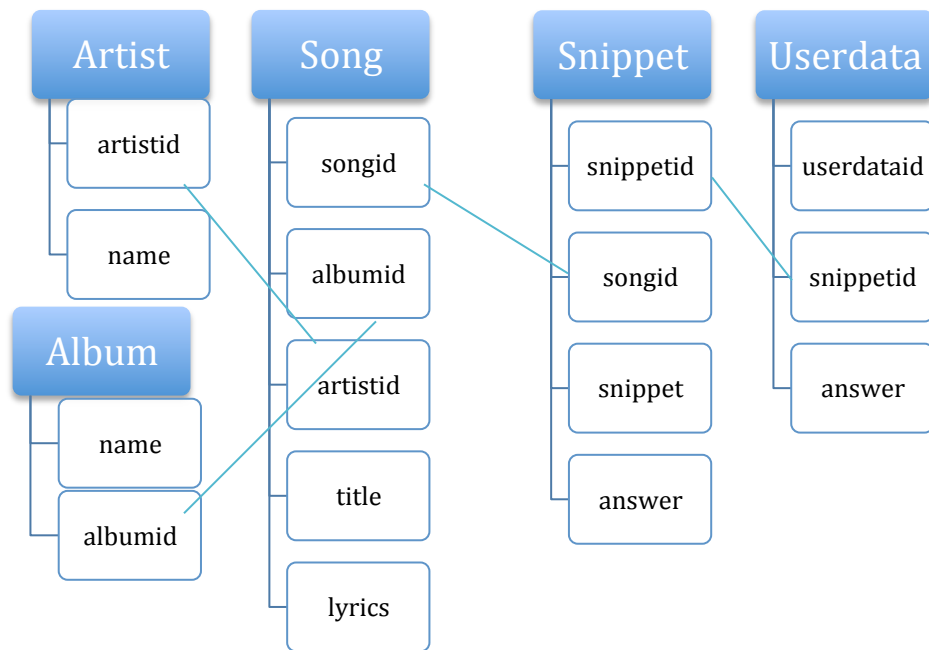 Artist
artistid
name
Album
name
albumid
Song
songid
albumid
artistid
title
lyrics
Snippet
snippetid
songid
snippet
answer
Userdata
userdataid
snippetid
answer